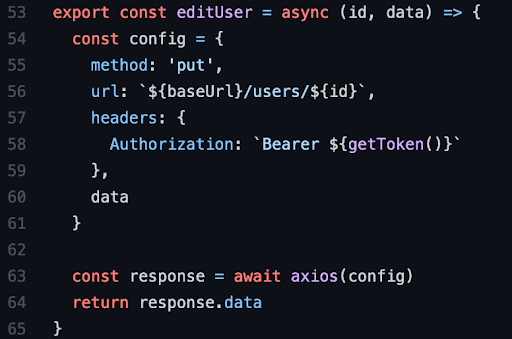 53 export const editUser = async (id, data) => {
54   const config = {
55     method: 'put',
56     url: `${baseUrl}/users/${id}`,
57     headers: {
58       Authorization: `Bearer ${getToken()}`
59     },
60     data
61   }
62
63   const response = await axios(config)
64   return response.data
65 }